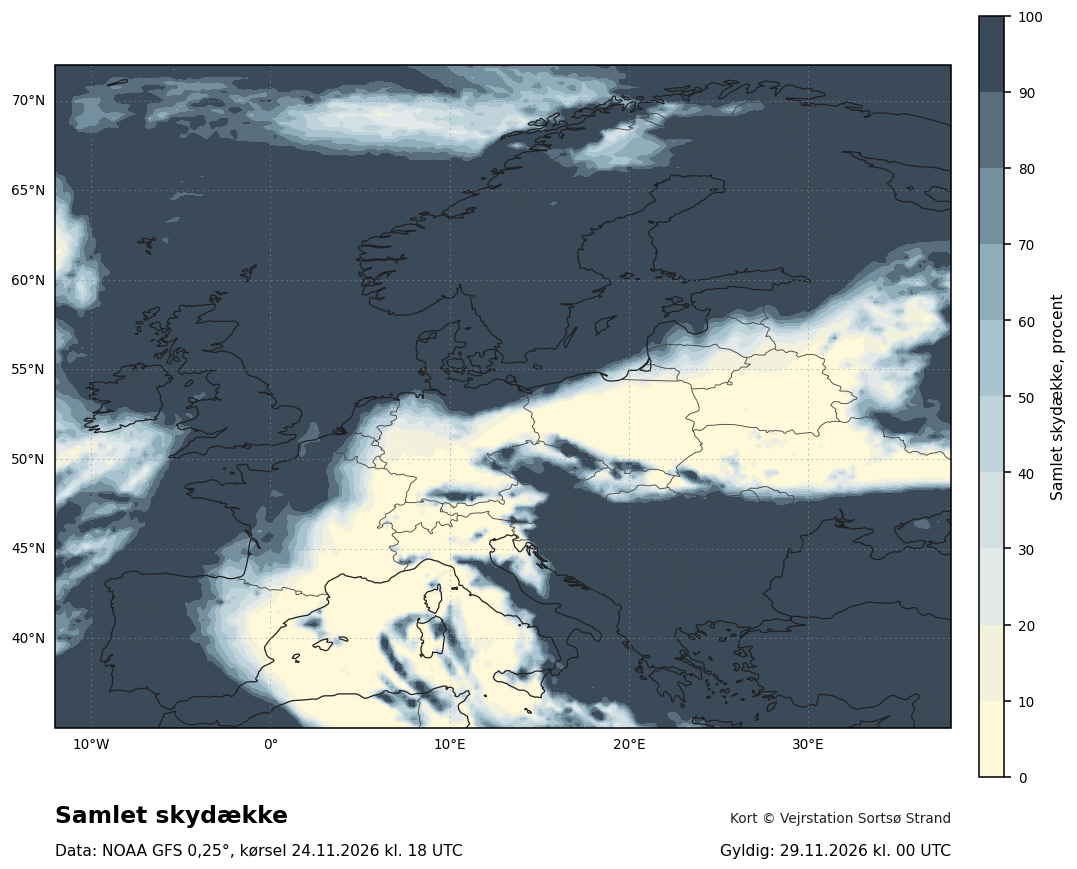 70°N
65°N
60°N
55°N
50°N
45°N
40°N
10°W
0°
10°E
20°E
30°E
100
90
80
70
60
50
40
30
20
10
0
Samlet skydække, procent
Samlet skydække
Kort © Vejrstation Sortsø Strand
Data: NOAA GFS 0,25°, kørsel 24.11.2026 kl. 18 UTC
Gyldig: 29.11.2026 kl. 00 UTC